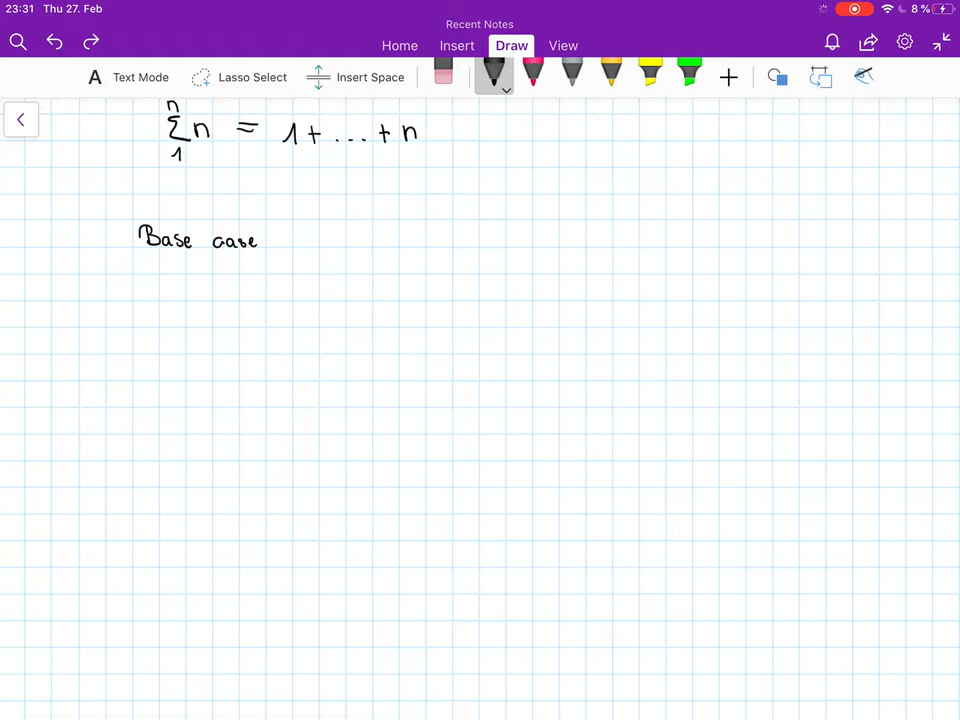 23:31 Thu 27. Feb 8 %
Recent Notes
Home Insert Draw View
A Text Mode Lasso Select Insert Space
n
Σ n = 1 + ... + n
1
Base case